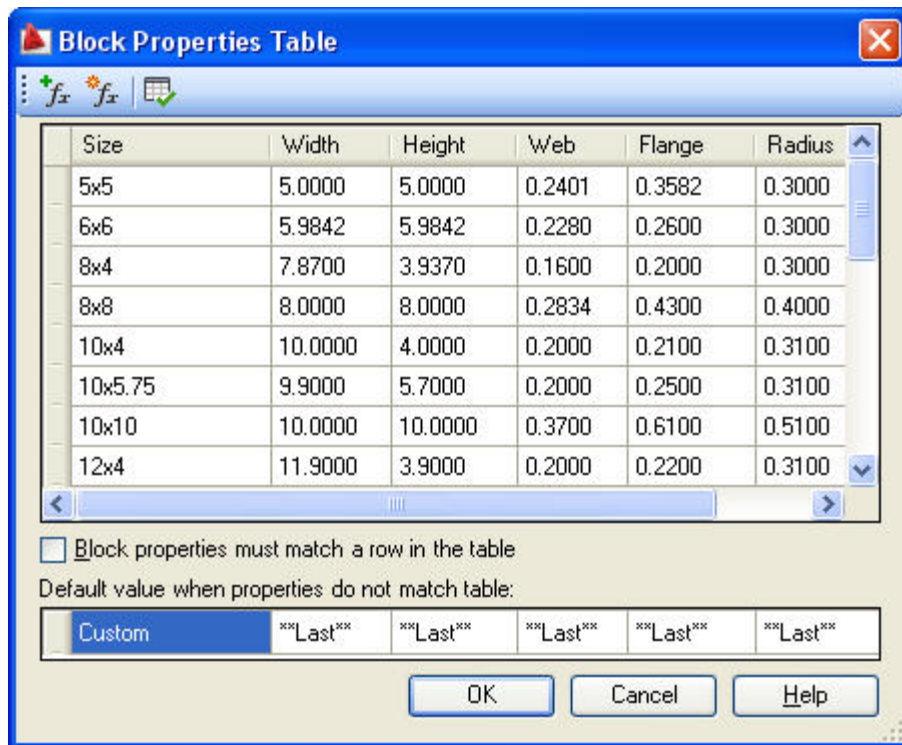 Block Properties Table
fx fx
Size Width Height Web Flange Radius
5x5 5.0000 5.0000 0.2401 0.3582 0.3000
6x6 5.9842 5.9842 0.2280 0.2600 0.3000
8x4 7.8700 3.9370 0.1600 0.2000 0.3000
8x8 8.0000 8.0000 0.2834 0.4300 0.4000
10x4 10.0000 4.0000 0.2000 0.2100 0.3100
10x5.75 9.9000 5.7000 0.2000 0.2500 0.3100
10x10 10.0000 10.0000 0.3700 0.6100 0.5100
12x4 11.9000 3.9000 0.2000 0.2200 0.3100
Block properties must match a row in the table
Default value when properties do not match table:
Custom **Last** **Last** **Last** **Last** **Last**
OK Cancel Help